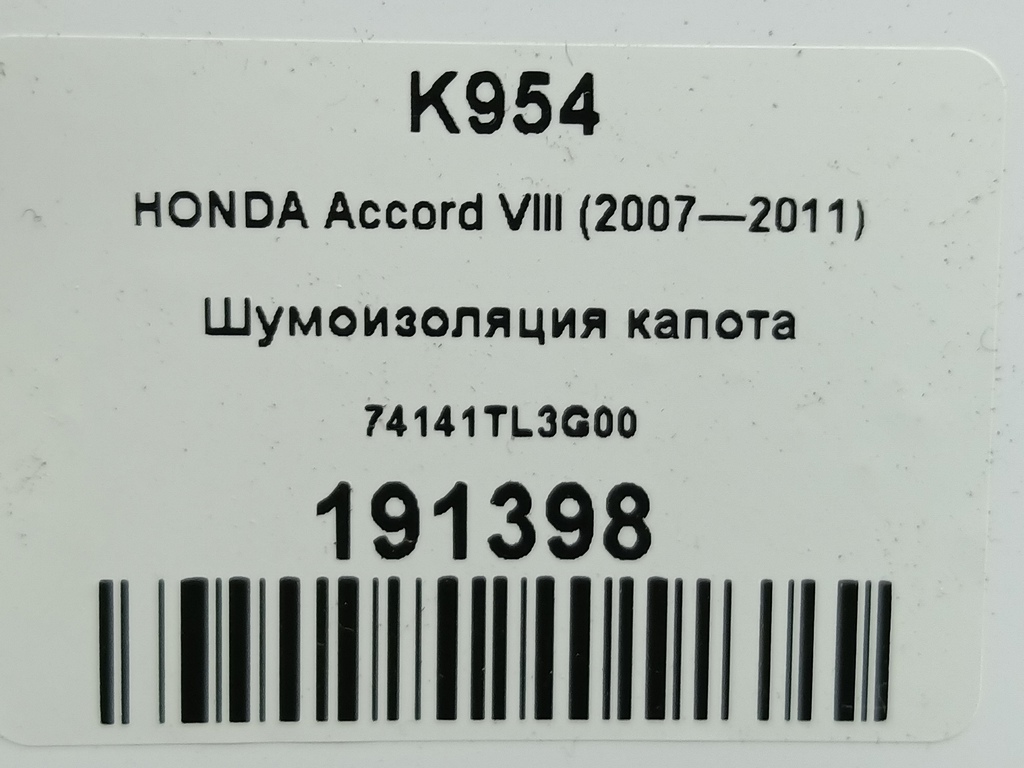 K954
HONDA Accord VIII (2007—2011)
Шумоизоляция капота
74141TL3G00
191398